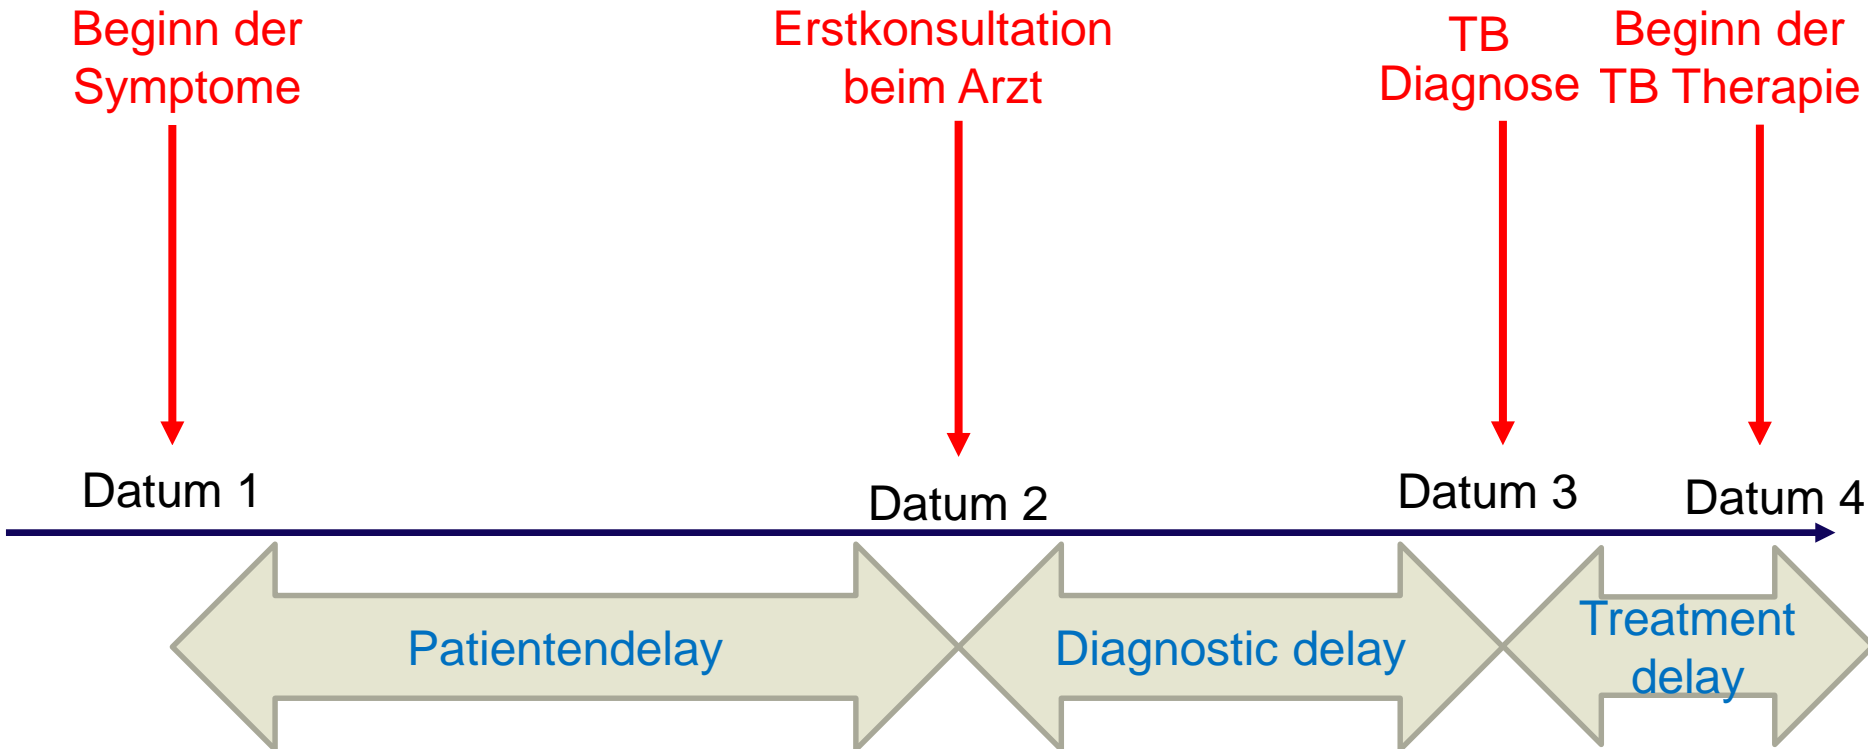 Beginn der
Symptome
Erstkonsultation
beim Arzt
TB
Diagnose
Beginn der
TB Therapie
Datum 1
Datum 2
Datum 3
Datum 4
Patientendelay
Diagnostic delay
Treatment
delay